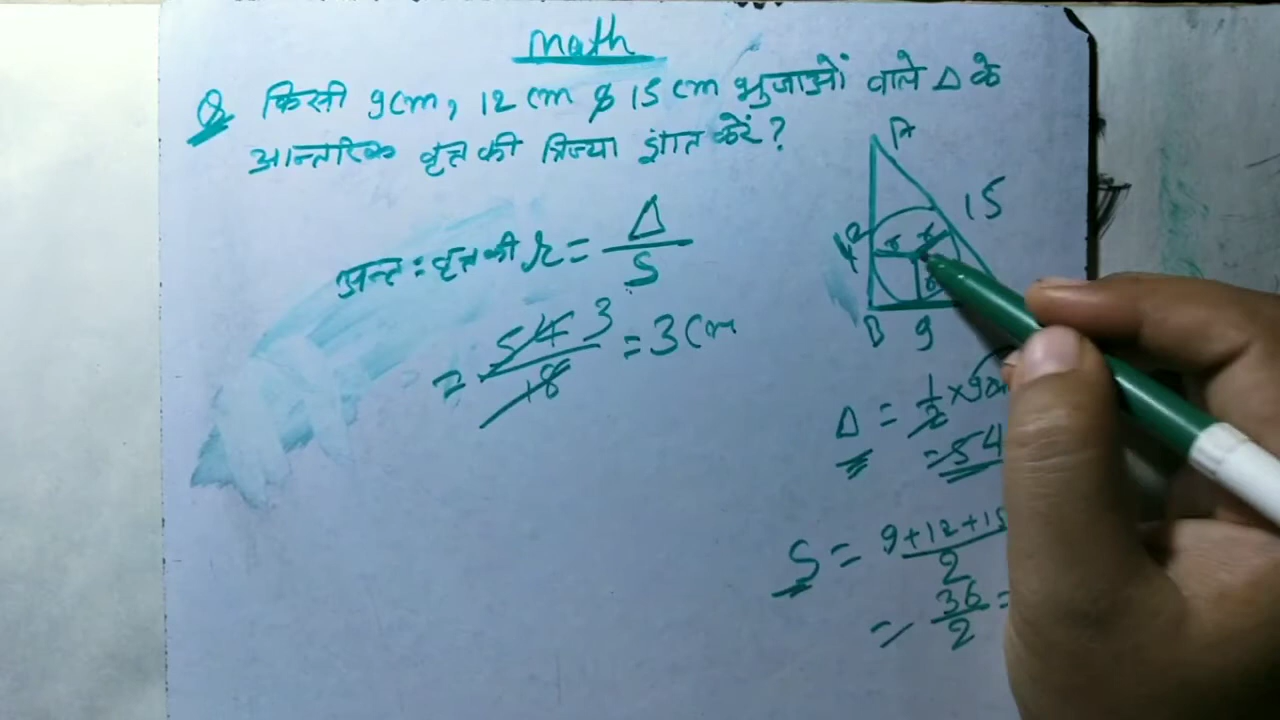 Math
Q किसी 9cm, 12 cm & 15 cm भुजाओं वाले Δ के
आन्तरिक वृत्त की त्रिज्या ज्ञात करें?
A
15
अन्तः वृत्त की r = Δ/S
r r
B 9
= 54/18 3 = 3 cm
Δ = 1/2 × 9
= 54
S = 9+12+15/2
= 36/2 =